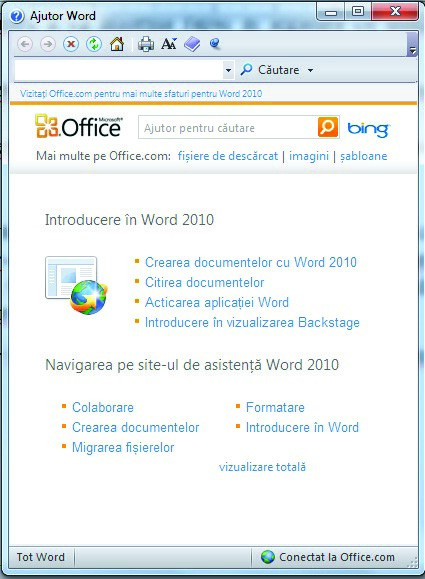 Ajutor Word
Căutare
Vizitați Office.com pentru mai multe sfaturi pentru Word 2010
Microsoft® Office Ajutor pentru căutare bing
Mai multe pe Office.com: fișiere de descărcat | imagini | șabloane
Introducere în Word 2010
Crearea documentelor cu Word 2010
Citirea documentelor
Acticarea aplicației Word
Introducere în vizualizarea Backstage
Navigarea pe site-ul de asistență Word 2010
Colaborare Formatare
Crearea documentelor Introducere în Word
Migrarea fișierelor
vizualizare totală
Tot Word Conectat la Office.com